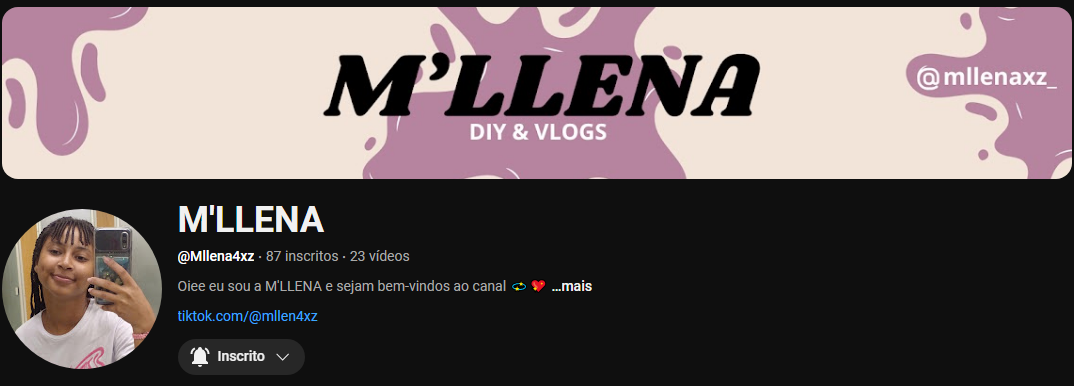 M'LLENA
DIY & VLOGS
@mllenaxz_
M'LLENA
@Mllena4xz · 87 inscritos · 23 vídeos
Oiee eu sou a M'LLENA e sejam bem-vindos ao canal 💫 💖 ...mais
tiktok.com/@mllen4xz
Inscrito